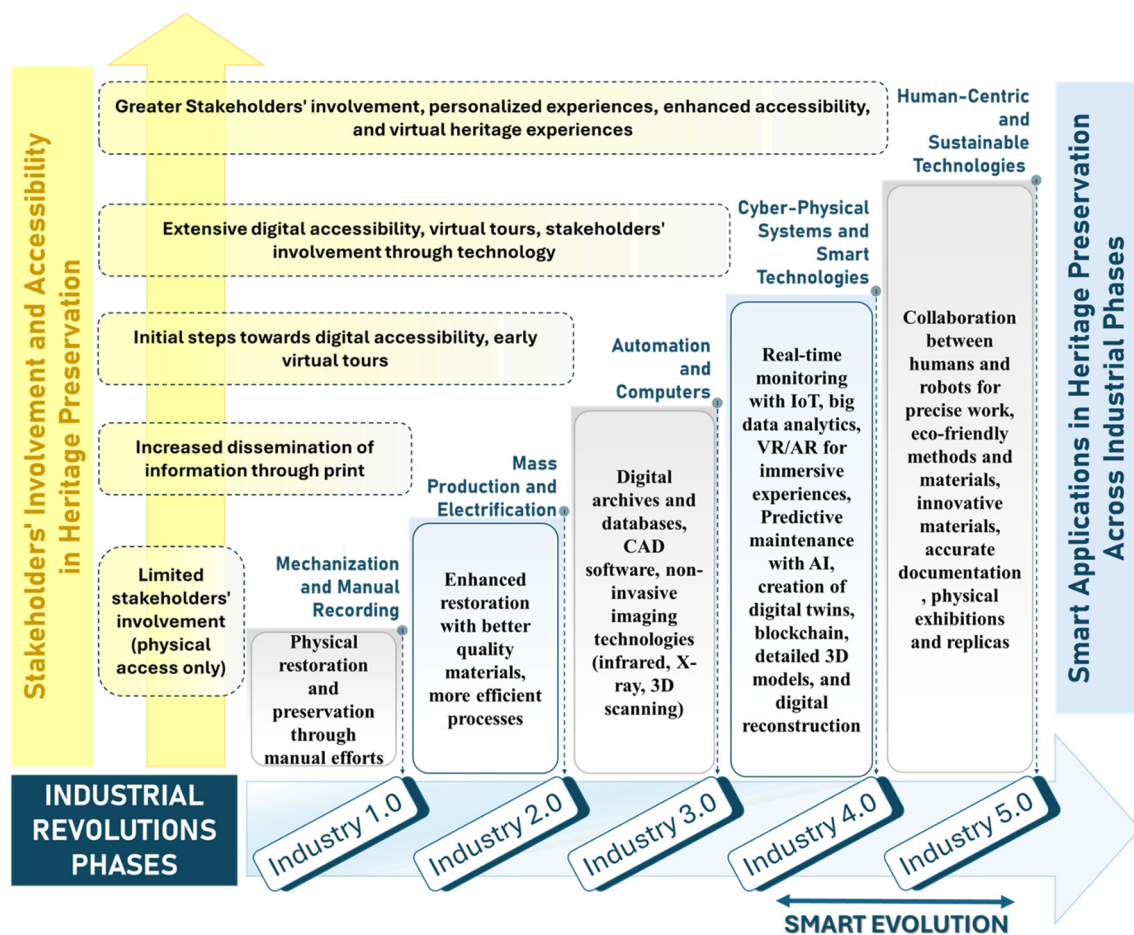 Stakeholders' Involvement and Accessibility
in Heritage Preservation
Greater Stakeholders' involvement, personalized experiences, enhanced accessibility,
and virtual heritage experiences
Extensive digital accessibility, virtual tours, stakeholders'
involvement through technology
Initial steps towards digital accessibility, early
virtual tours
Increased dissemination of
information through print
Limited
stakeholders'
involvement
(physical
access only)
Mechanization
and Manual
Recording
Physical
restoration
and
preservation
through
manual efforts
Mass
Production and
Electrification
Enhanced
restoration
with better
quality
materials,
more efficient
processes
Automation
and
Computers
Digital
archives and
databases,
CAD
software, non-
invasive
imaging
technologies
(infrared, X-
ray, 3D
scanning)
Cyber-Physical
Systems and
Smart
Technologies
Real-time
monitoring
with IoT, big
data analytics,
VR/AR for
immersive
experiences,
Predictive
maintenance
with AI,
creation of
digital twins,
blockchain,
detailed 3D
models, and
digital
reconstruction
Human-Centric
and
Sustainable
Technologies
Collaboration
between
humans and
robots for
precise work,
eco-friendly
methods and
materials,
innovative
materials,
accurate
documentation
, physical
exhibitions
and replicas
Smart Applications in Heritage Preservation
Across Industrial Phases
INDUSTRIAL
REVOLUTIONS
PHASES
Industry 1.0
Industry 2.0
Industry 3.0
Industry 4.0
Industry 5.0
SMART EVOLUTION